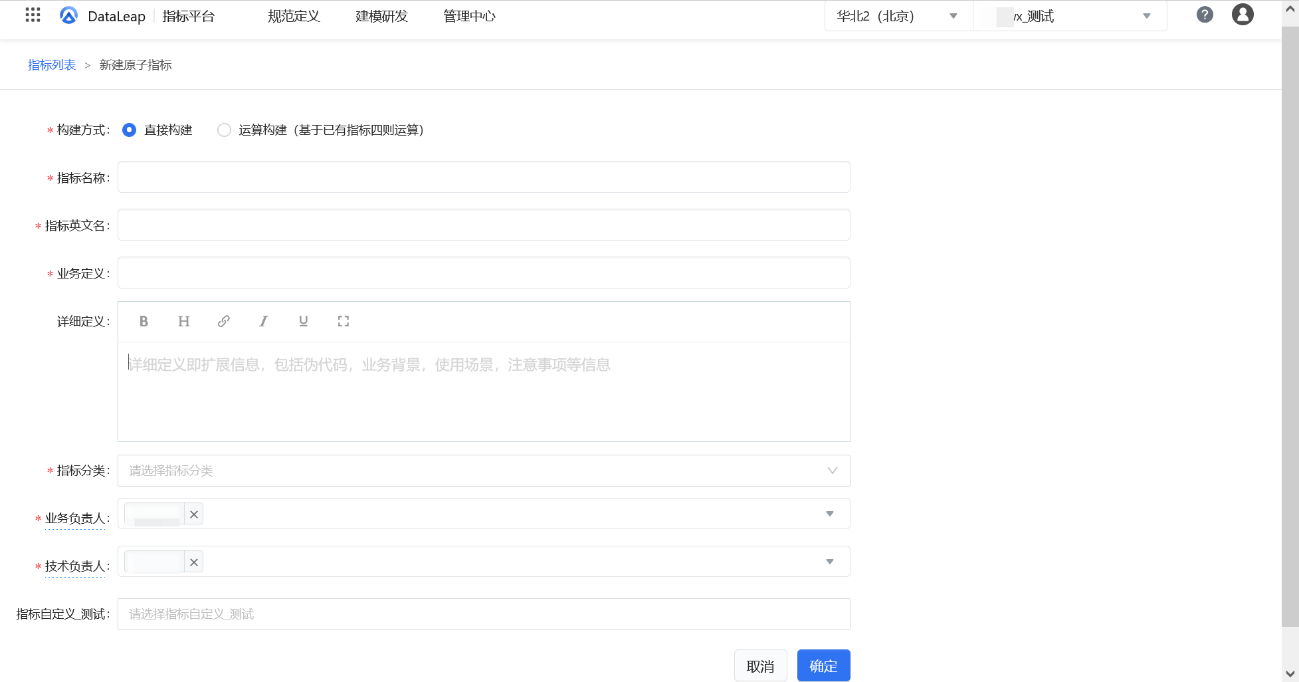 DataLeap 指标平台 规范定义 建模研发 管理中心 华北2（北京） _测试
指标列表 > 新建原子指标
* 构建方式: 直接构建 运算构建（基于已有指标四则运算）
* 指标名称:
* 指标英文名:
* 业务定义:
详细定义: B H I U
详细定义即扩展信息，包括伪代码，业务背景，使用场景，注意事项等信息
* 指标分类: 请选择指标分类
* 业务负责人:
* 技术负责人:
指标自定义_测试: 请选择指标自定义_测试
取消 确定